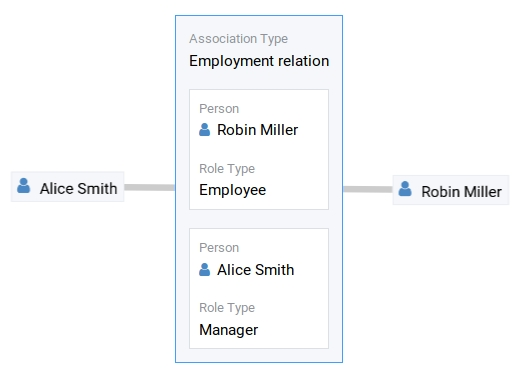 Association Type
Employment relation
Person
Robin Miller
Role Type
Employee
Alice Smith
Robin Miller
Person
Alice Smith
Role Type
Manager